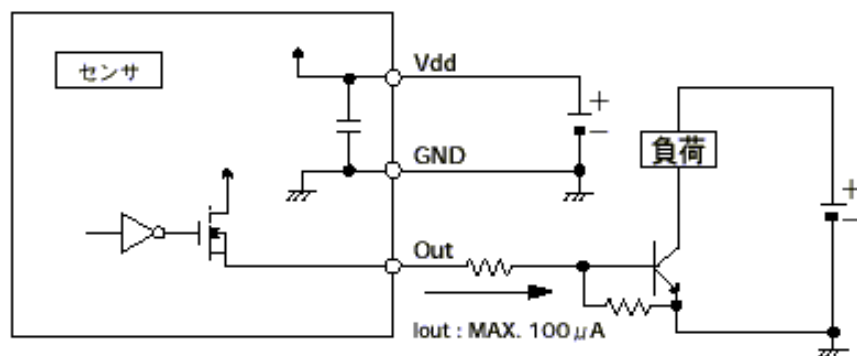 センサ
Vdd
+
−
GND
負荷
+
−
Out
Iout : MAX. 100μA